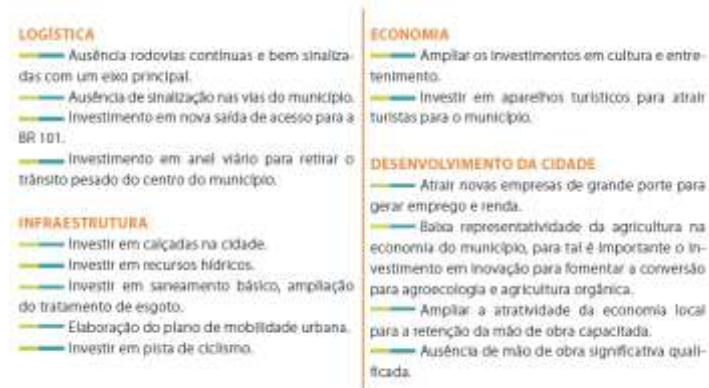 LOGÍSTICA
Ausência rodovias contínuas e bem sinaliza-
das com um eixo principal.
Ausência de sinalização nas vias do município.
Investimento em nova saída de acesso para a
BR 101.
Investimento em anel viário para retirar o
trânsito pesado do centro do município.
INFRAESTRUTURA
Investir em calçadas na cidade.
Investir em recursos hídricos.
Investir em saneamento básico, ampliação
do tratamento de esgoto.
Elaboração do plano de mobilidade urbana.
Investir em pista de ciclismo.
ECONOMIA
Ampliar os investimentos em cultura e entre-
tenimento.
Investir em aparelhos turísticos para atrair
turistas para o município.
DESENVOLVIMENTO DA CIDADE
Atrair novas empresas de grande porte para
gerar emprego e renda.
Baixa representatividade da agricultura na
economia do município, para tal é importante o in-
vestimento em inovação para fomentar a conversão
para agroecologia e agricultura orgânica.
Ampliar a atratividade da economia local
para a retenção da mão de obra capacitada.
Ausência de mão de obra significativa quali-
ficada.